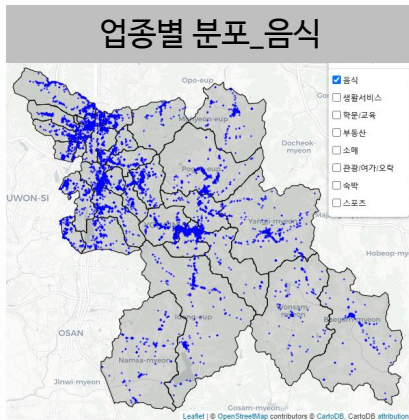 업종별 분포_음식
음식
생활서비스
학문/교육
부동산
소매
관광/여가/오락
숙박
스포츠
Opo-eup
Docheok-myeon
UWON-SI
Hobeop-my
OSAN
Namsa-myeon
Jinwi-myeon
Gosam-myeon
Leaflet | © OpenStreetMap contributors © CartoDB, CartoDB attribution